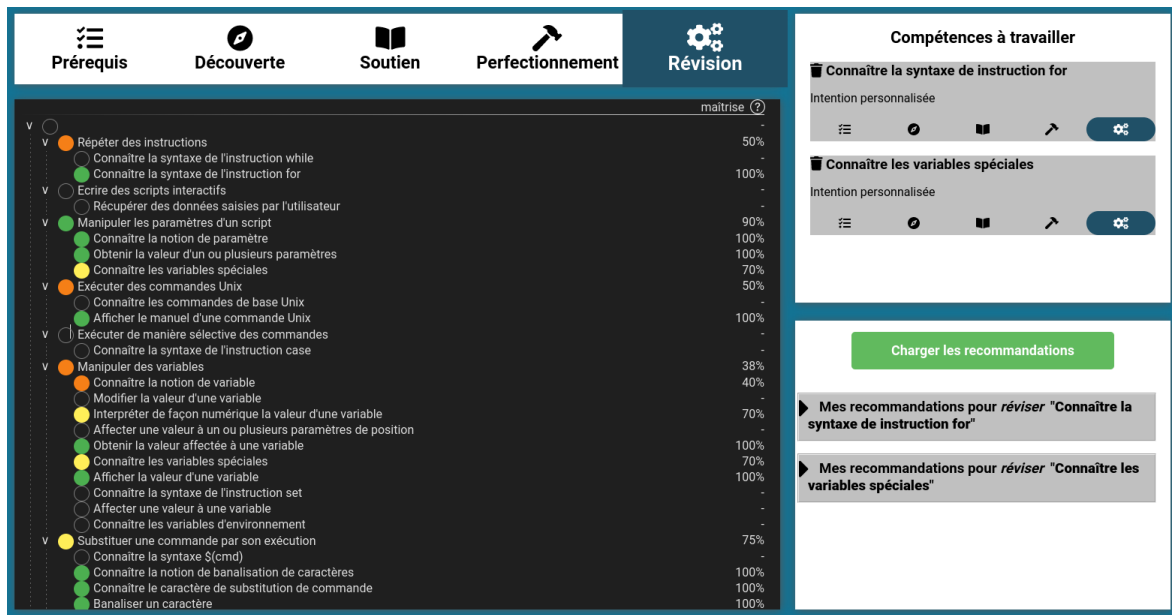 Prérequis
Découverte
Soutien
Perfectionnement
Révision
maîtrise ?
-
Répéter des instructions 50%
Connaître la syntaxe de l'instruction while -
Connaître la syntaxe de l'instruction for 100%
Ecrire des scripts interactifs -
Récupérer des données saisies par l'utilisateur -
Manipuler les paramètres d'un script 90%
Connaître la notion de paramètre 100%
Obtenir la valeur d'un ou plusieurs paramètres 100%
Connaître les variables spéciales 70%
Exécuter des commandes Unix 50%
Connaître les commandes de base Unix -
Afficher le manuel d'une commande Unix 100%
Exécuter de manière sélective des commandes -
Connaître la syntaxe de l'instruction case -
Manipuler des variables 38%
Connaître la notion de variable 40%
Modifier la valeur d'une variable -
Interpréter de façon numérique la valeur d'une variable 70%
Affecter une valeur à un ou plusieurs paramètres de position -
Obtenir la valeur affectée à une variable 100%
Connaître les variables spéciales 70%
Afficher la valeur d'une variable 100%
Connaître la syntaxe de l'instruction set -
Affecter une valeur à une variable -
Connaître les variables d'environnement -
Substituer une commande par son exécution 75%
Connaître la syntaxe $(cmd) -
Connaître la notion de banalisation de caractères 100%
Connaître le caractère de substitution de commande 100%
Banaliser un caractère 100%
Compétences à travailler
Connaître la syntaxe de instruction for
Intention personnalisée
Connaître les variables spéciales
Intention personnalisée
Charger les recommandations
Mes recommandations pour réviser "Connaître la
syntaxe de instruction for"
Mes recommandations pour réviser "Connaître les
variables spéciales"